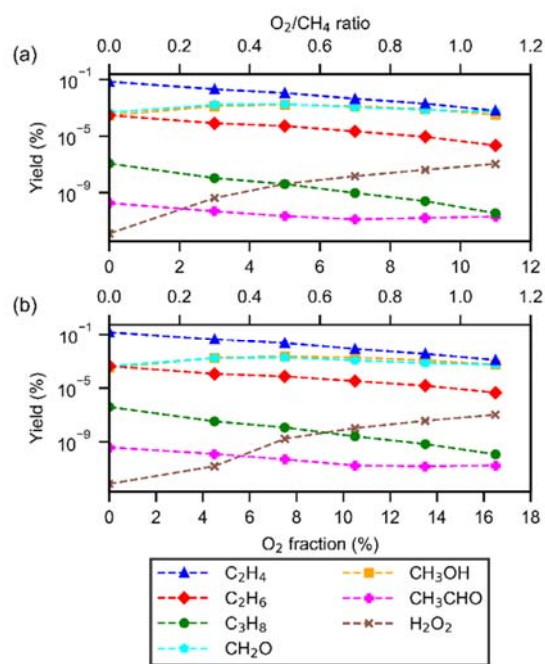 O₂/CH₄ ratio
(a)
0.0 0.2 0.4 0.6 0.8 1.0 1.2
10⁻¹
10⁻⁵
10⁻⁹
Yield (%)
0 2 4 6 8 10 12
(b)
0.0 0.2 0.4 0.6 0.8 1.0 1.2
10⁻¹
10⁻⁵
10⁻⁹
Yield (%)
0 2 4 6 8 10 12 14 16 18
O₂ fraction (%)
C₂H₄ CH₃OH
C₂H₆ CH₃CHO
C₃H₈ H₂O₂
CH₂O